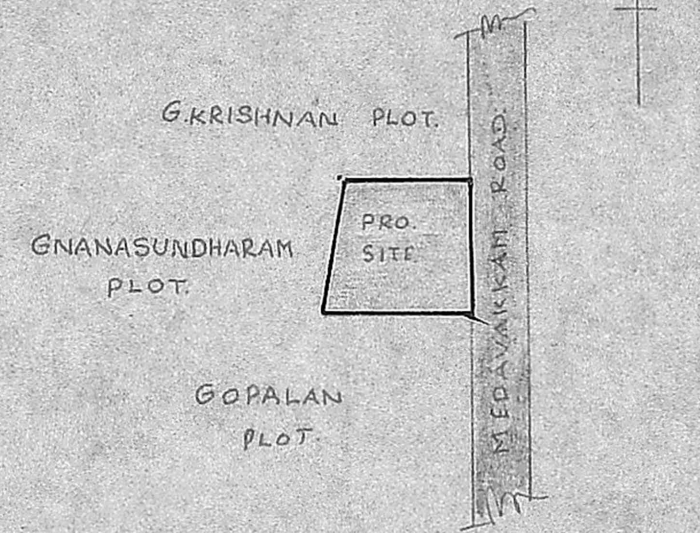 G.KRISHNAN PLOT.
PRO.
SITE
GNANASUNDHARAM
PLOT.
GOPALAN
PLOT.
MEDAVAKKAM ROAD.